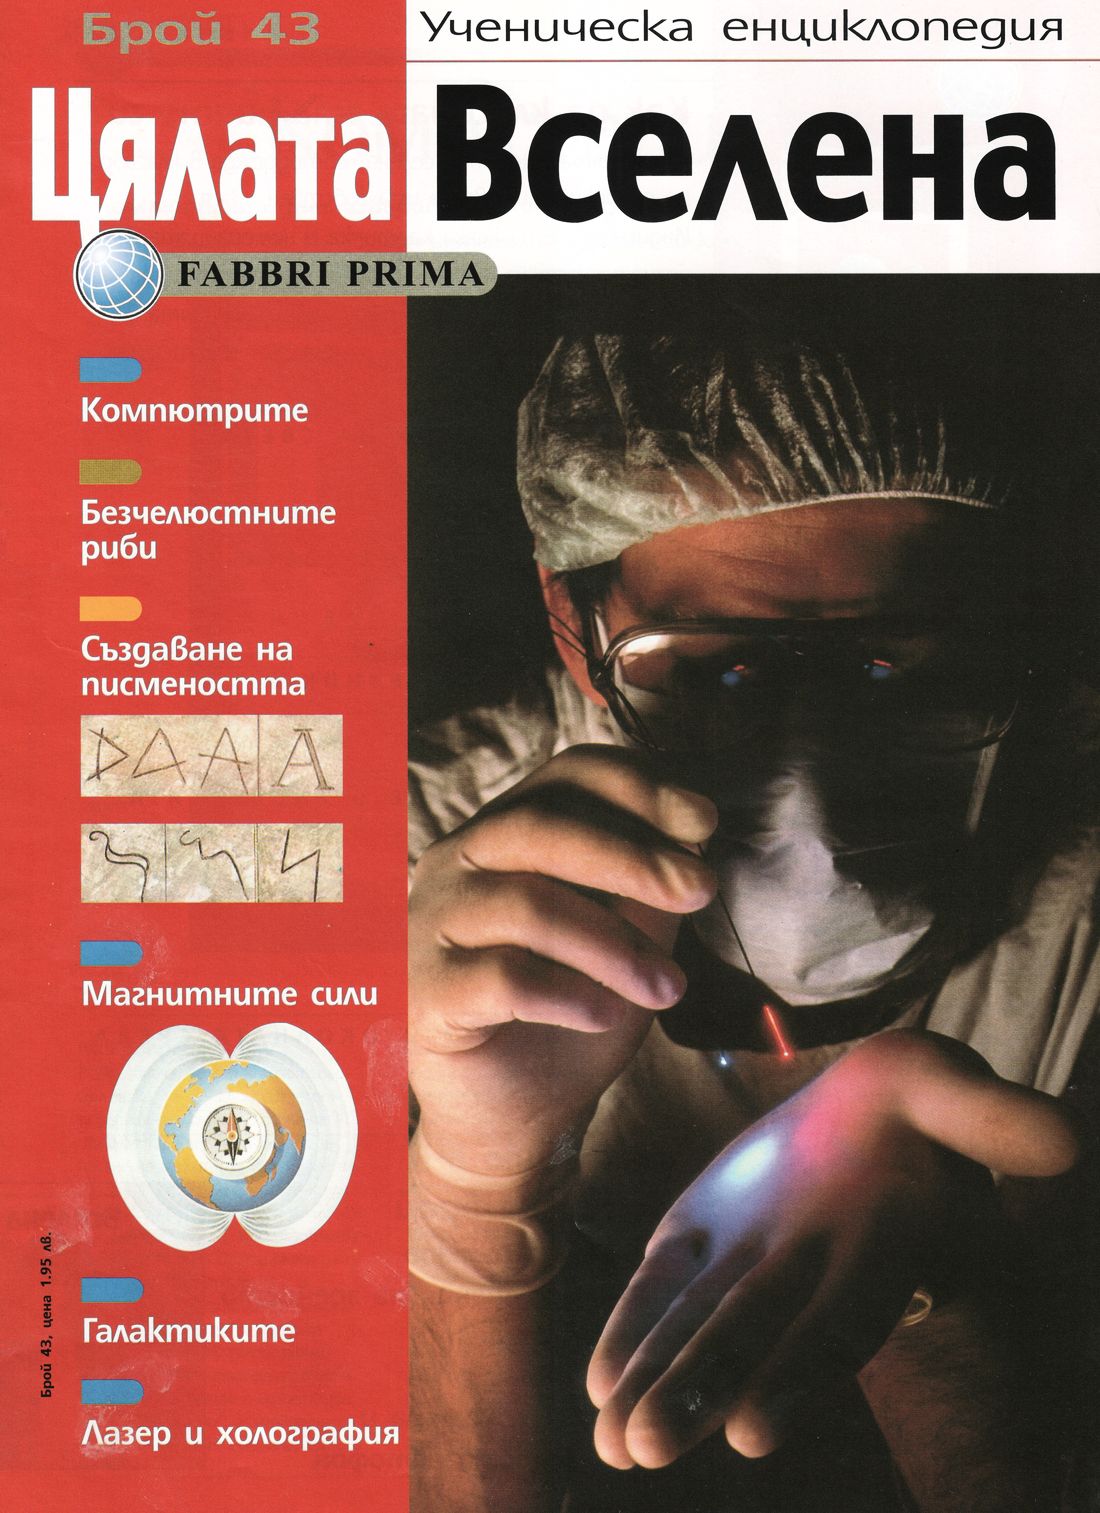 Брой 43
Ученическа енциклопедия
Цялата Вселена
FABBRI PRIMA
Компютрите
Безчелюстните
риби
Създаване на
писмеността
Магнитните сили
Галактиките
Лазер и холография
Брой 43, цена 1.95 лв.